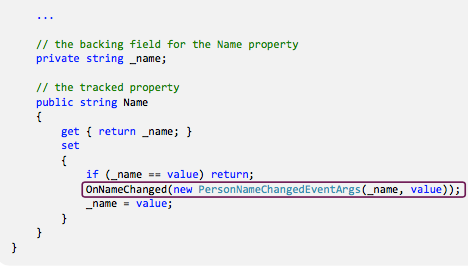 ...
// the backing field for the Name property
private string _name;
// the tracked property
public string Name
{
get { return _name; }
set
{
if (_name == value) return;
OnNameChanged(new PersonNameChangedEventArgs(_name, value));
_name = value;
}
}
}